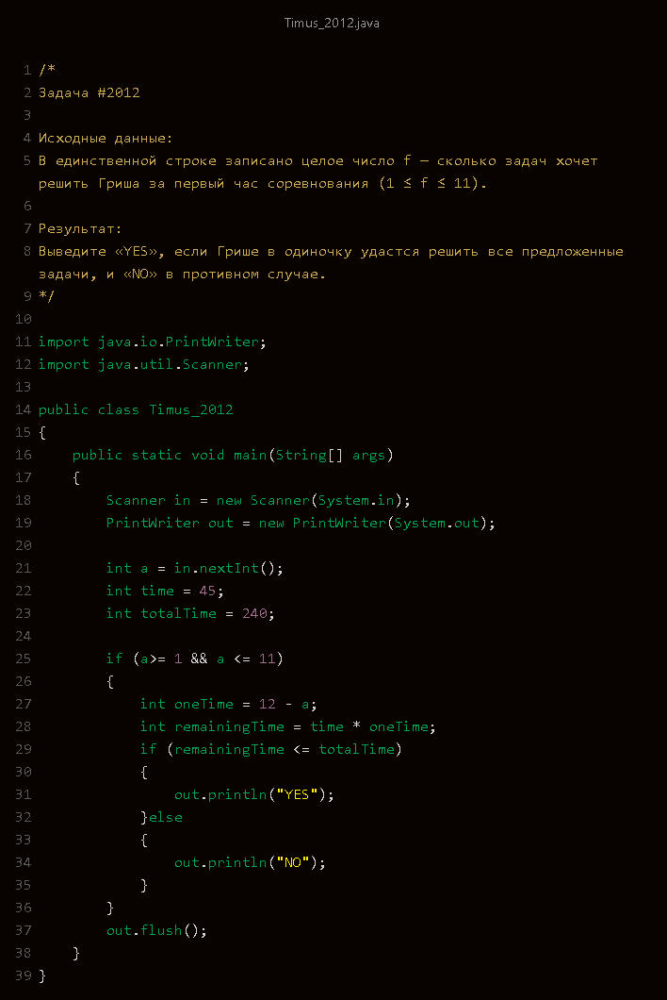 Timus_2012.java
1 /*
2 Задача #2012
3
4 Исходные данные:
5 В единственной строке записано целое число f — сколько задач хочет
решить Гриша за первый час соревнования (1 ≤ f ≤ 11).
6
7 Результат:
8 Выведите «YES», если Грише в одиночку удастся решить все предложенные
задачи, и «NO» в противном случае.
9 */
10
11 import java.io.PrintWriter;
12 import java.util.Scanner;
13
14 public class Timus_2012
15 {
16     public static void main(String[] args)
17     {
18         Scanner in = new Scanner(System.in);
19         PrintWriter out = new PrintWriter(System.out);
20
21         int a = in.nextInt();
22         int time = 45;
23         int totalTime = 240;
24
25         if (a>= 1 && a <= 11)
26         {
27             int oneTime = 12 - a;
28             int remainingTime = time * oneTime;
29             if (remainingTime <= totalTime)
30             {
31                 out.println("YES");
32             }else
33             {
34                 out.println("NO");
35             }
36         }
37         out.flush();
38     }
39 }